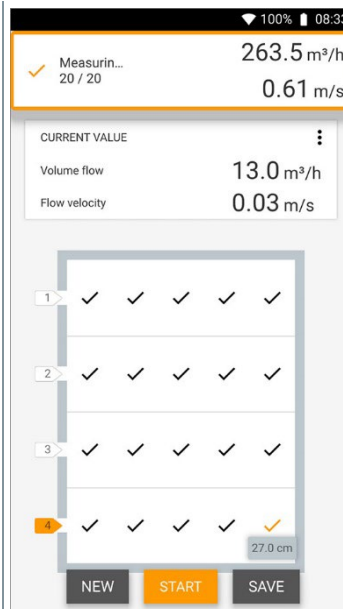 100% 08:33
Measurin...
20 / 20
263.5 m³/h
0.61 m/s
CURRENT VALUE
Volume flow 13.0 m³/h
Flow velocity 0.03 m/s
1
2
3
4
27.0 cm
NEW START SAVE